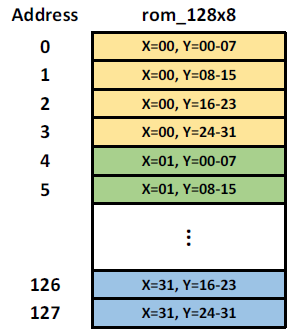 Address rom_128x8
0 X=00, Y=00-07
1 X=00, Y=08-15
2 X=00, Y=16-23
3 X=00, Y=24-31
4 X=01, Y=00-07
5 X=01, Y=08-15
⋮
126 X=31, Y=16-23
127 X=31, Y=24-31